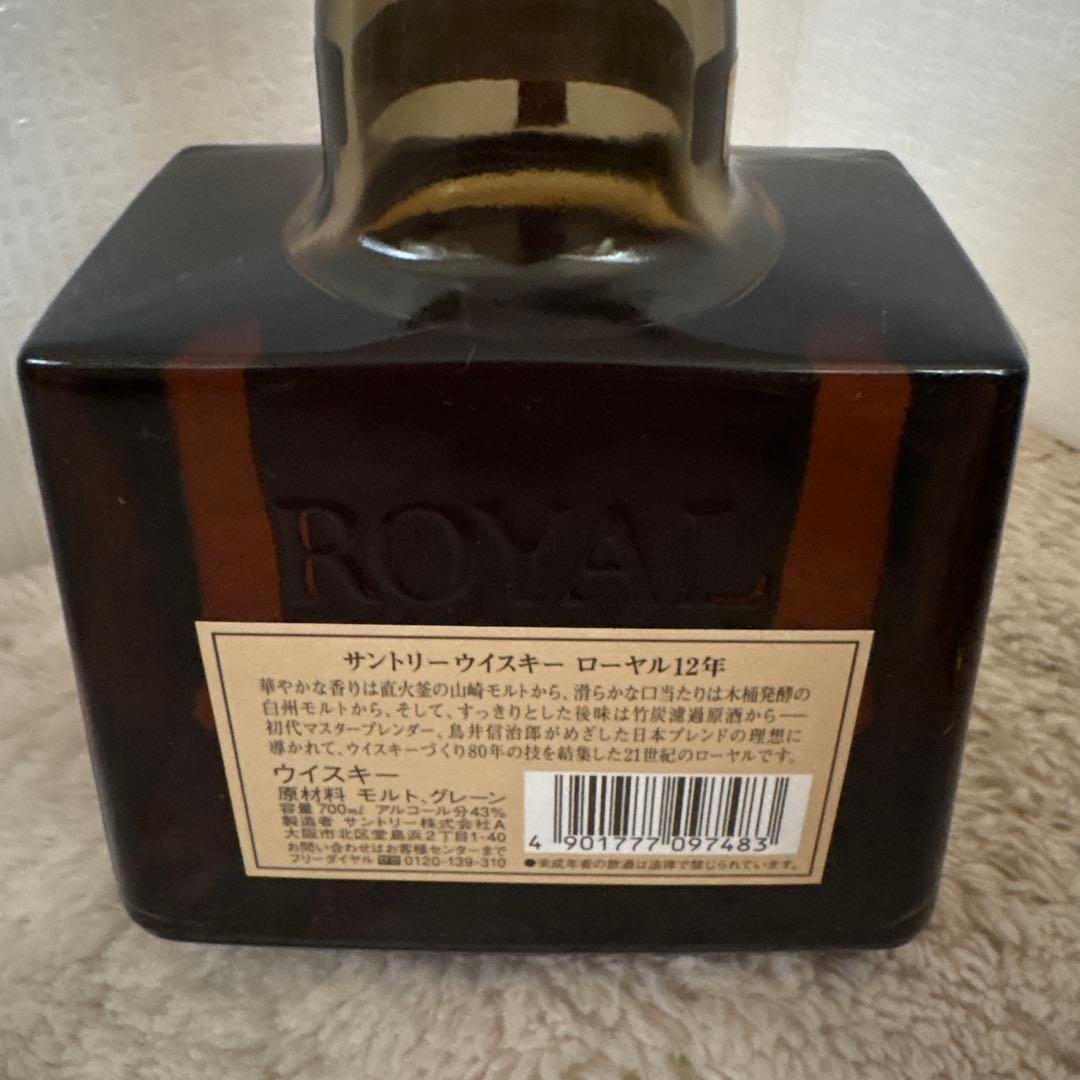 ROYAL
サントリーウイスキー ローヤル12年
華やかな香りは直火釜の山崎モルトから、滑らかな口当たりは木桶発酵の
白州モルトから、そして、すっきりとした後味は竹炭濾過原酒から──
初代マスターブレンダー、鳥井信治郎がめざした日本ブレンドの理想に
導かれて、ウイスキーづくり80年の技を結集した21世紀のローヤルです。
ウイスキー
原材料 モルト、グレーン
容量 700㎖ アルコール分43%
製造者 サントリー株式会社A
大阪市北区堂島浜2丁目1-40
お問い合わせはお客様センターまで
フリーダイヤル 0120-139-310
4 901777 097483
●未成年者の飲酒は法律で禁じられています。